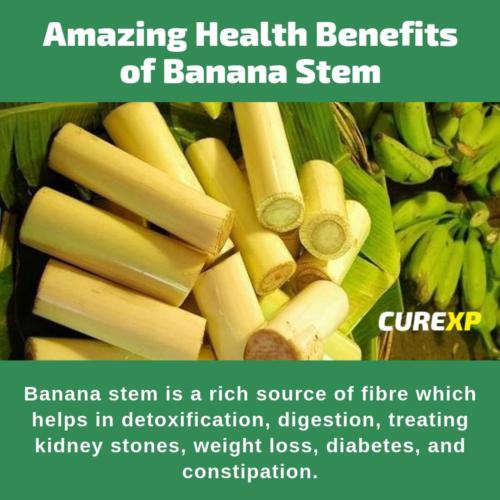 Amazing Health Benefits
of Banana Stem
CUREXP
Banana stem is a rich source of fibre which
helps in detoxification, digestion, treating
kidney stones, weight loss, diabetes, and
constipation.